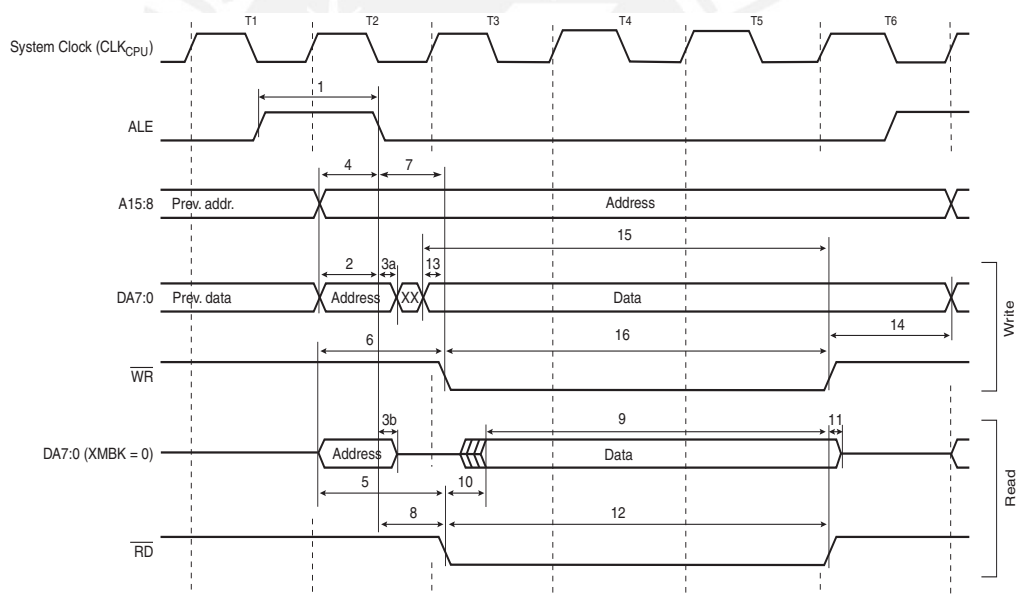 T1 T2 T3 T4 T5 T6
System Clock (CLKCPU)
1
ALE
4 7
A15:8 Prev. addr. Address
15
2 3a 13
DA7:0 Prev. data Address XX Data
14
6 16
WR
Write
3b 9 11
DA7:0 (XMBK = 0) Address Data
5 10
8 12
RD
Read